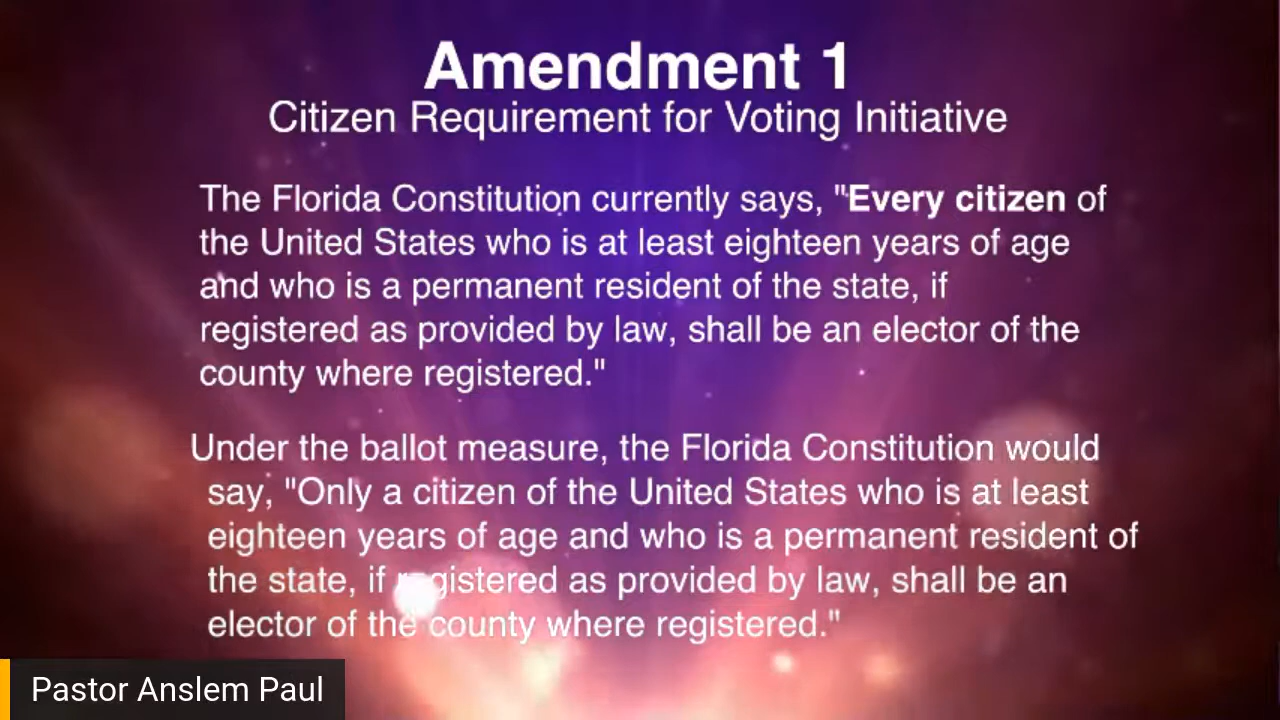 Amendment 1
Citizen Requirement for Voting Initiative
The Florida Constitution currently says, "Every citizen of
the United States who is at least eighteen years of age
and who is a permanent resident of the state, if
registered as provided by law, shall be an elector of the
county where registered."
Under the ballot measure, the Florida Constitution would
say, "Only a citizen of the United States who is at least
eighteen years of age and who is a permanent resident of
the state, if registered as provided by law, shall be an
elector of the county where registered."
Pastor Anslem Paul